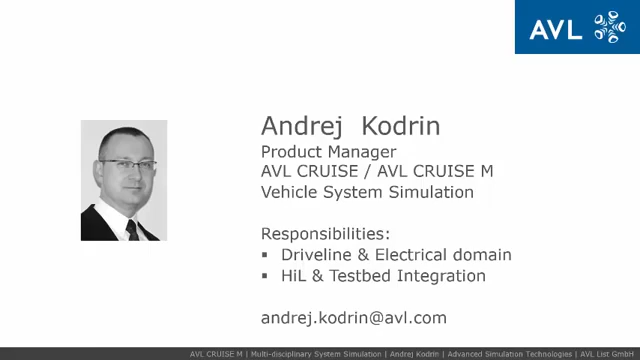 AVL
Andrej Kodrin
Product Manager
AVL CRUISE / AVL CRUISE M
Vehicle System Simulation
Responsibilities:
▪ Driveline & Electrical domain
▪ HiL & Testbed Integration
andrej.kodrin@avl.com
AVL CRUISE M | Multi-disciplinary System Simulation | Andrej Kodrin | Advanced Simulation Technologies | AVL List GmbH